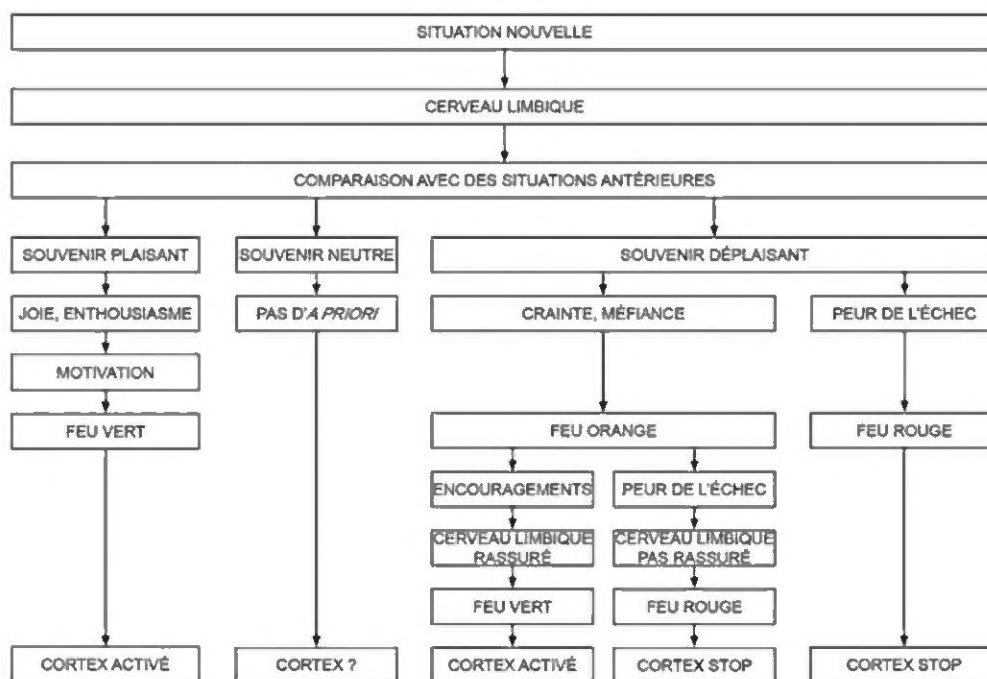 SITUATION NOUVELLE
CERVEAU LIMBIQUE
COMPARAISON AVEC DES SITUATIONS ANTÉRIEURES
SOUVENIR PLAISANT
SOUVENIR NEUTRE
SOUVENIR DÉPLAISANT
JOIE, ENTHOUSIASME
PAS D'A PRIORI
CRAINTE, MÉFIANCE
PEUR DE L'ÉCHEC
MOTIVATION
FEU VERT
FEU ORANGE
FEU ROUGE
ENCOURAGEMENTS
PEUR DE L'ÉCHEC
CERVEAU LIMBIQUE
RASSURÉ
CERVEAU LIMBIQUE
PAS RASSURÉ
FEU VERT
FEU ROUGE
CORTEX ACTIVÉ
CORTEX ?
CORTEX ACTIVÉ
CORTEX STOP
CORTEX STOP